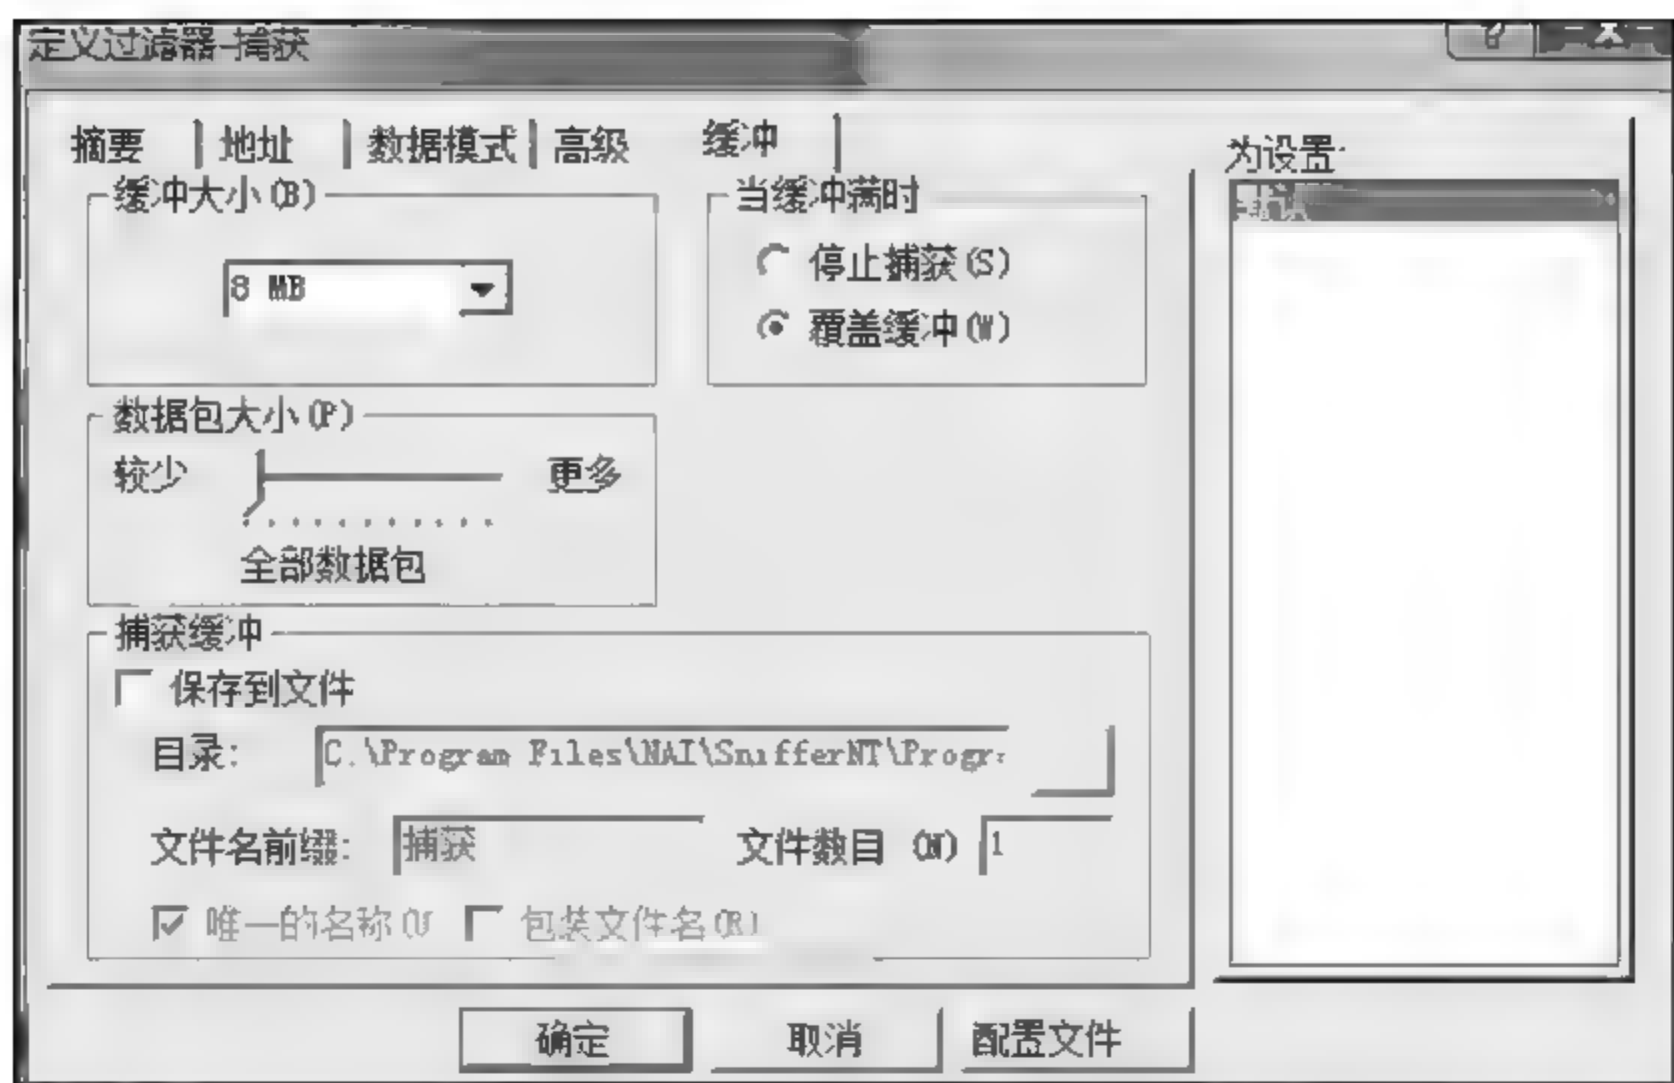 定义过滤器-捕获
摘要 地址 数据模式 高级 缓冲
为设置:
默认
缓冲大小(B)
8 MB
当缓冲满时
停止捕获(S)
覆盖缓冲(W)
数据包大小(P)
较少 更多
全部数据包
捕获缓冲
保存到文件
目录: C:\Program Files\NAI\SnifferNT\Progr
文件名前缀: 捕获 文件数目 (N) 1
唯一的名称(U 包装文件名(R)
确定 取消 配置文件